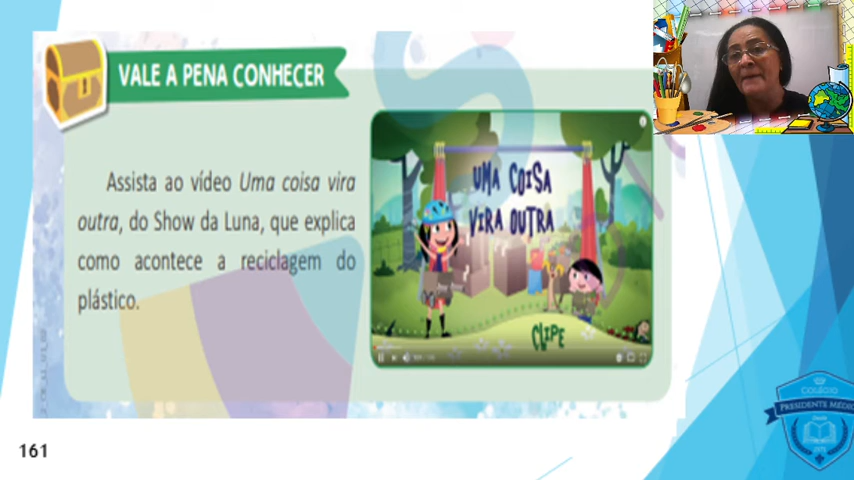 VALE A PENA CONHECER
Assista ao vídeo Uma coisa vira
outra, do Show da Luna, que explica
como acontece a reciclagem do
plástico.
UMA COISA
VIRA OUTRA
CLIPE
161
COLÉGIO
PRESIDENTE MÉDICI